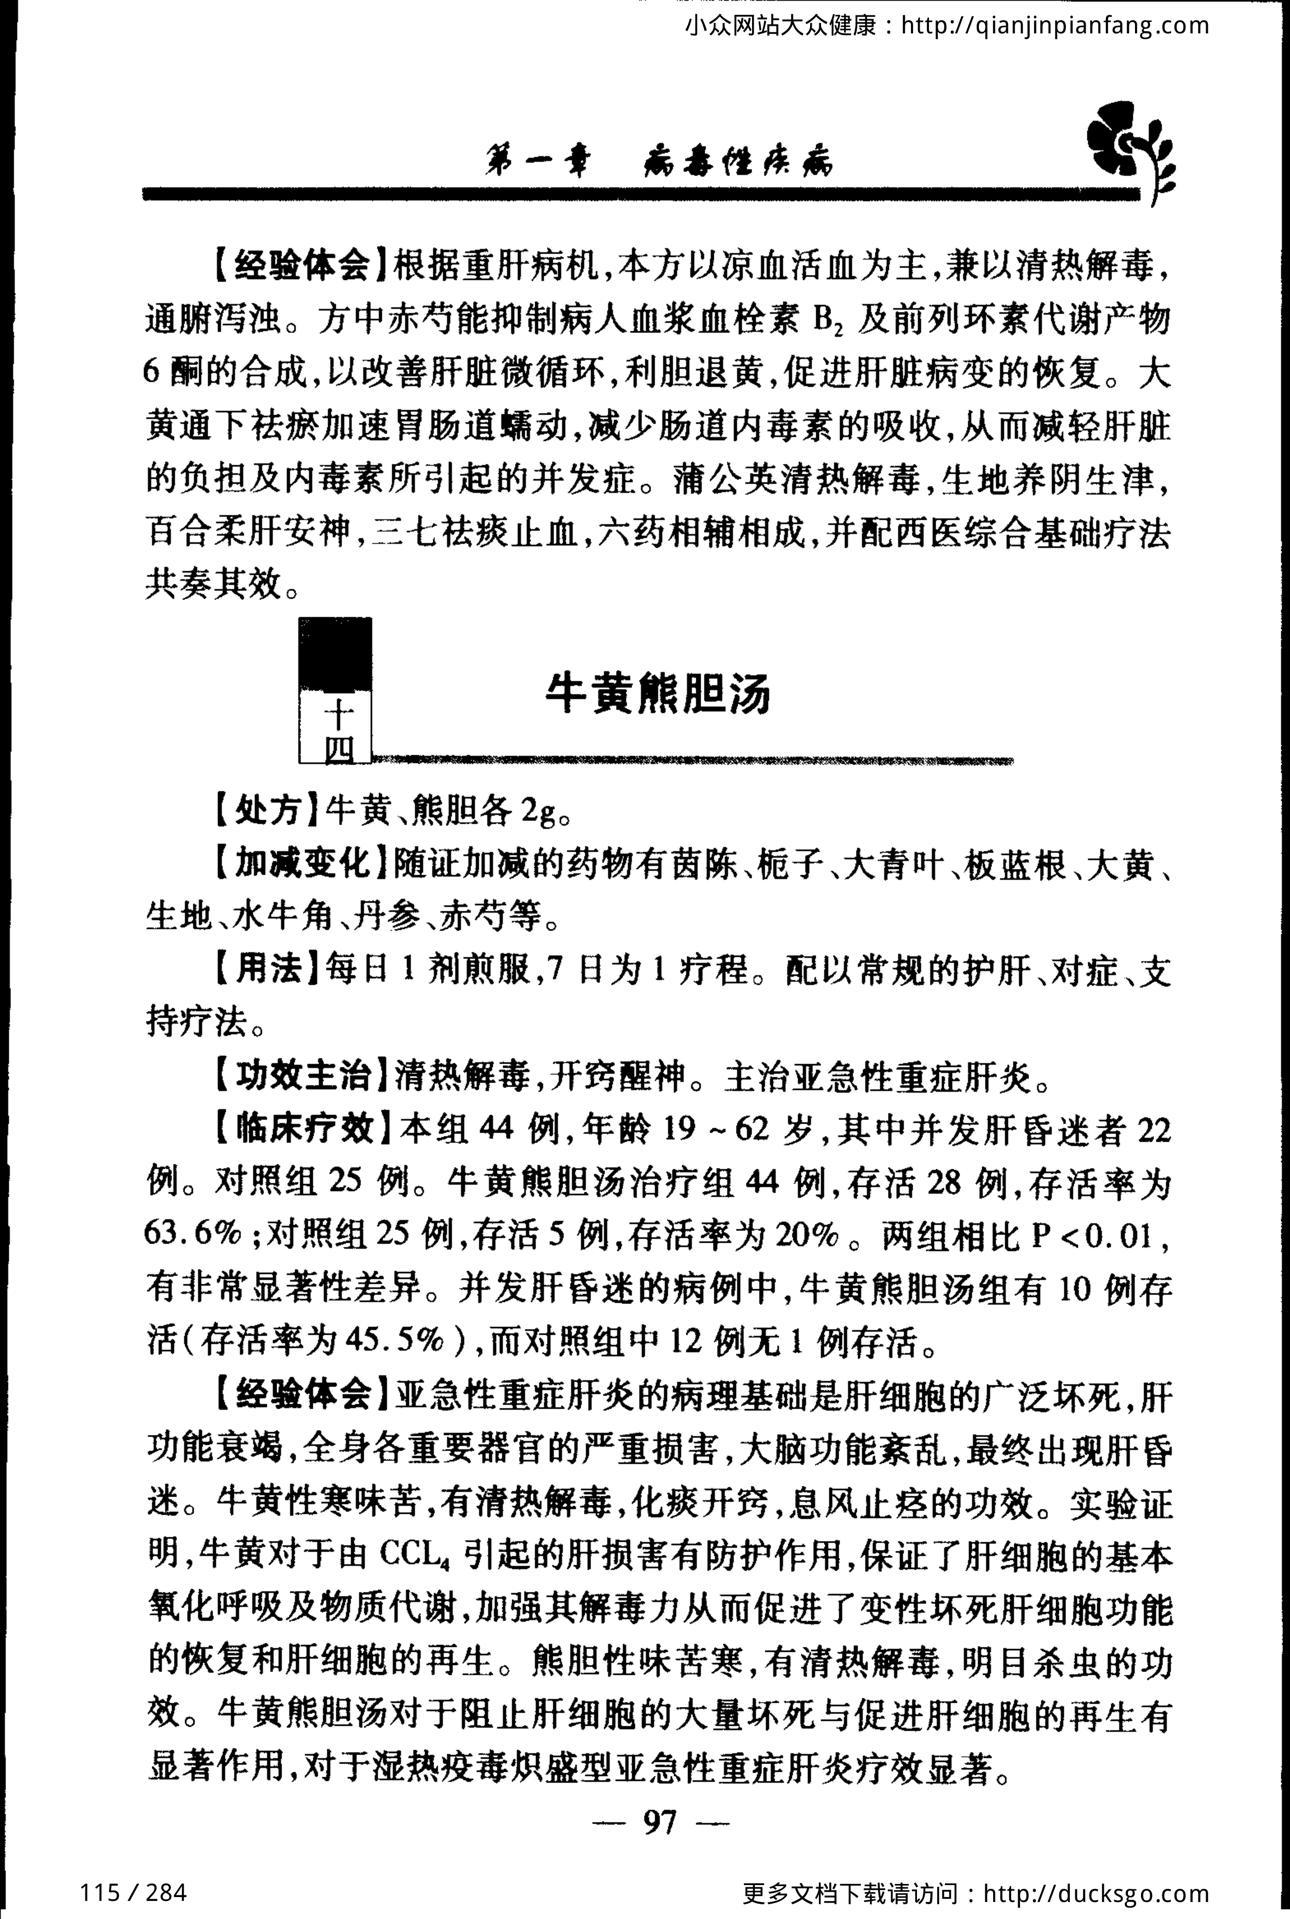 小众网站大众健康：http://qianjinpianfang.com
第一章 病毒性疾病
【经验体会】根据重肝病机,本方以凉血活血为主,兼以清热解毒,
通腑泻浊。方中赤芍能抑制病人血浆血栓素 B₂ 及前列环素代谢产物
6 酮的合成,以改善肝脏微循环,利胆退黄,促进肝脏病变的恢复。大
黄通下祛瘀加速胃肠道蠕动,减少肠道内毒素的吸收,从而减轻肝脏
的负担及内毒素所引起的并发症。蒲公英清热解毒,生地养阴生津,
百合柔肝安神,三七祛痰止血,六药相辅相成,并配西医综合基础疗法
共奏其效。
十四
牛黄熊胆汤
【处方】牛黄、熊胆各 2g。
【加减变化】随证加减的药物有茵陈、栀子、大青叶、板蓝根、大黄、
生地、水牛角、丹参、赤芍等。
【用法】每日 1 剂煎服,7 日为 1 疗程。配以常规的护肝、对症、支
持疗法。
【功效主治】清热解毒,开窍醒神。主治亚急性重症肝炎。
【临床疗效】本组 44 例,年龄 19 ~ 62 岁,其中并发肝昏迷者 22
例。对照组 25 例。牛黄熊胆汤治疗组 44 例,存活 28 例,存活率为
63.6%;对照组 25 例,存活 5 例,存活率为 20%。两组相比 P<0.01,
有非常显著性差异。并发肝昏迷的病例中,牛黄熊胆汤组有 10 例存
活(存活率为 45.5%),而对照组中 12 例无 1 例存活。
【经验体会】亚急性重症肝炎的病理基础是肝细胞的广泛坏死,肝
功能衰竭,全身各重要器官的严重损害,大脑功能紊乱,最终出现肝昏
迷。牛黄性寒味苦,有清热解毒,化痰开窍,息风止痉的功效。实验证
明,牛黄对于由 CCL₄ 引起的肝损害有防护作用,保证了肝细胞的基本
氧化呼吸及物质代谢,加强其解毒力从而促进了变性坏死肝细胞功能
的恢复和肝细胞的再生。熊胆性味苦寒,有清热解毒,明目杀虫的功
效。牛黄熊胆汤对于阻止肝细胞的大量坏死与促进肝细胞的再生有
显著作用,对于湿热疫毒炽盛型亚急性重症肝炎疗效显著。
— 97 —
115 / 284
更多文档下载请访问：http://ducksgo.com